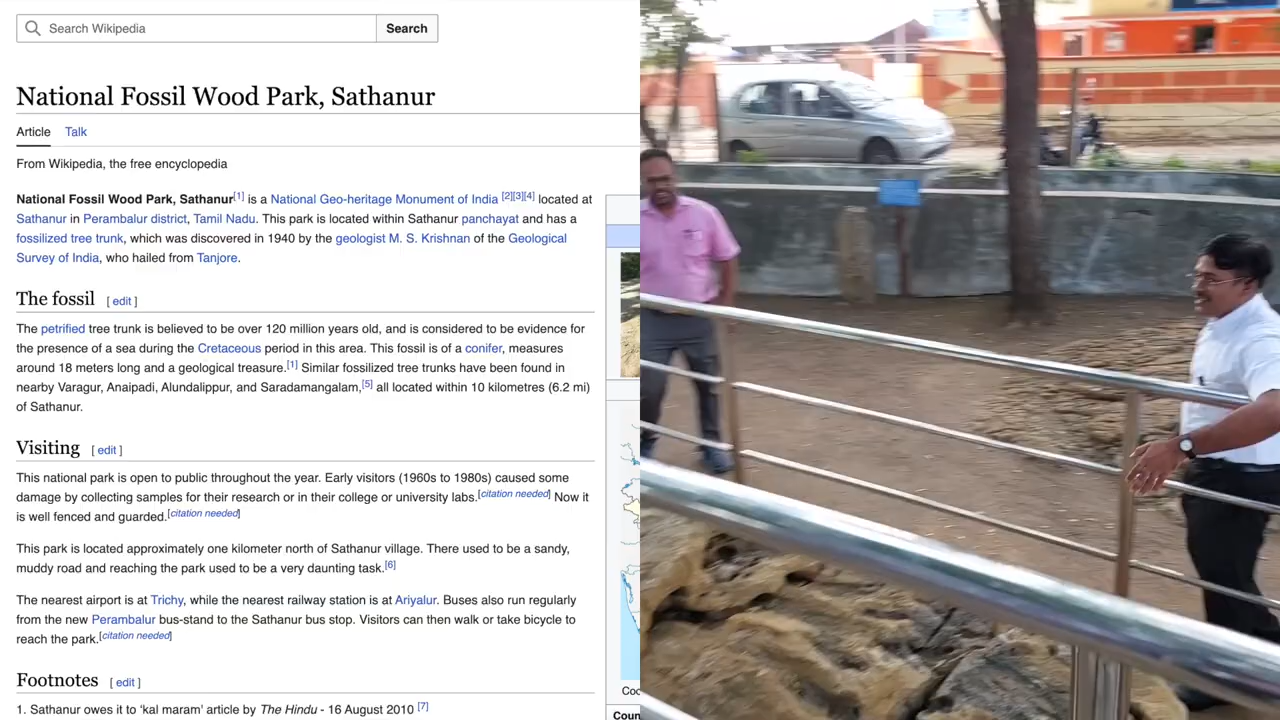 Search Wikipedia
Search
National Fossil Wood Park, Sathanur
Article Talk
From Wikipedia, the free encyclopedia
National Fossil Wood Park, Sathanur[1] is a National Geo-heritage Monument of India [2][3][4] located at
Sathanur in Perambalur district, Tamil Nadu. This park is located within Sathanur panchayat and has a
fossilized tree trunk, which was discovered in 1940 by the geologist M. S. Krishnan of the Geological
Survey of India, who hailed from Tanjore.
The fossil [ edit ]
The petrified tree trunk is believed to be over 120 million years old, and is considered to be evidence for
the presence of a sea during the Cretaceous period in this area. This fossil is of a conifer, measures
around 18 meters long and a geological treasure.[1] Similar fossilized tree trunks have been found in
nearby Varagur, Anaipadi, Alundalippur, and Saradamangalam,[5] all located within 10 kilometres (6.2 mi)
of Sathanur.
Visiting [ edit ]
This national park is open to public throughout the year. Early visitors (1960s to 1980s) caused some
damage by collecting samples for their research or in their college or university labs.[citation needed] Now it
is well fenced and guarded.[citation needed]
This park is located approximately one kilometer north of Sathanur village. There used to be a sandy,
muddy road and reaching the park used to be a very daunting task.[6]
The nearest airport is at Trichy, while the nearest railway station is at Ariyalur. Buses also run regularly
from the new Perambalur bus-stand to the Sathanur bus stop. Visitors can then walk or take bicycle to
reach the park.[citation needed]
Footnotes [ edit ]
1. Sathanur owes it to 'kal maram' article by The Hindu - 16 August 2010 [7]